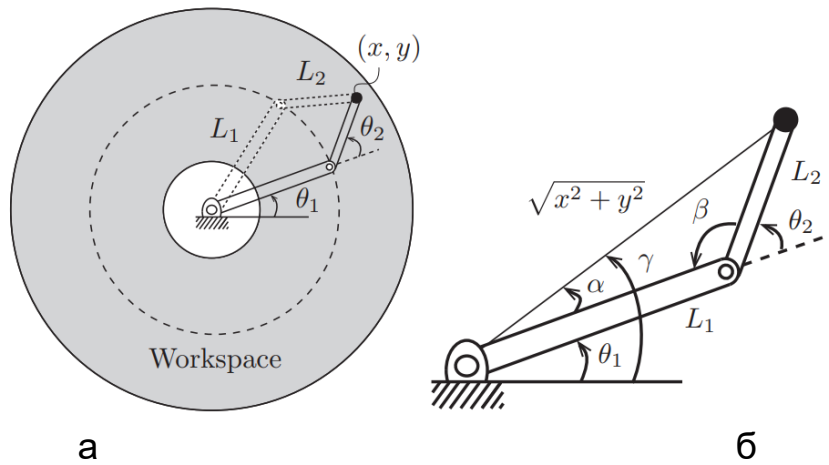 (x, y)
L₂
L₁
θ₂
θ₁
Workspace
а
√x² + y²
L₂
β
θ₂
γ
α
L₁
θ₁
б